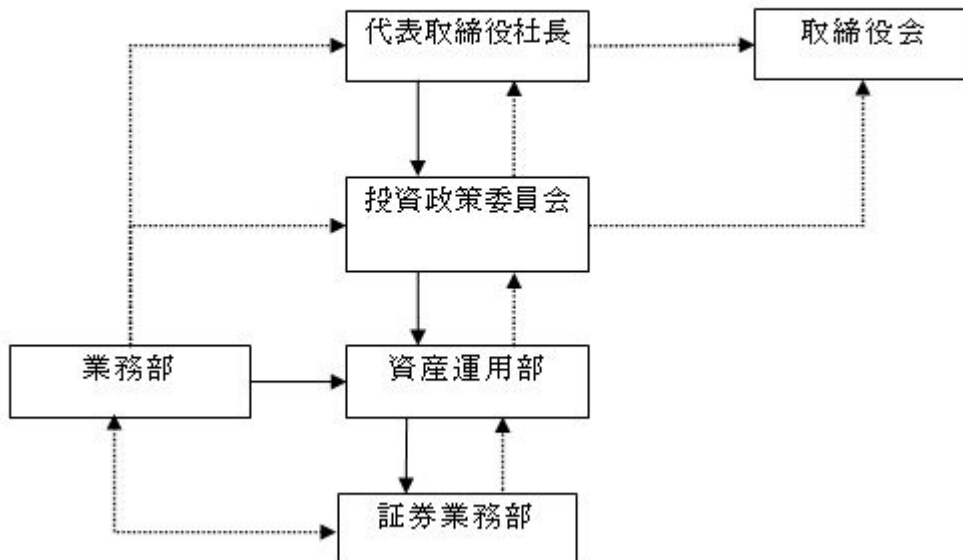 代表取締役社長
取締役会
投資政策委員会
業務部
資産運用部
証券業務部